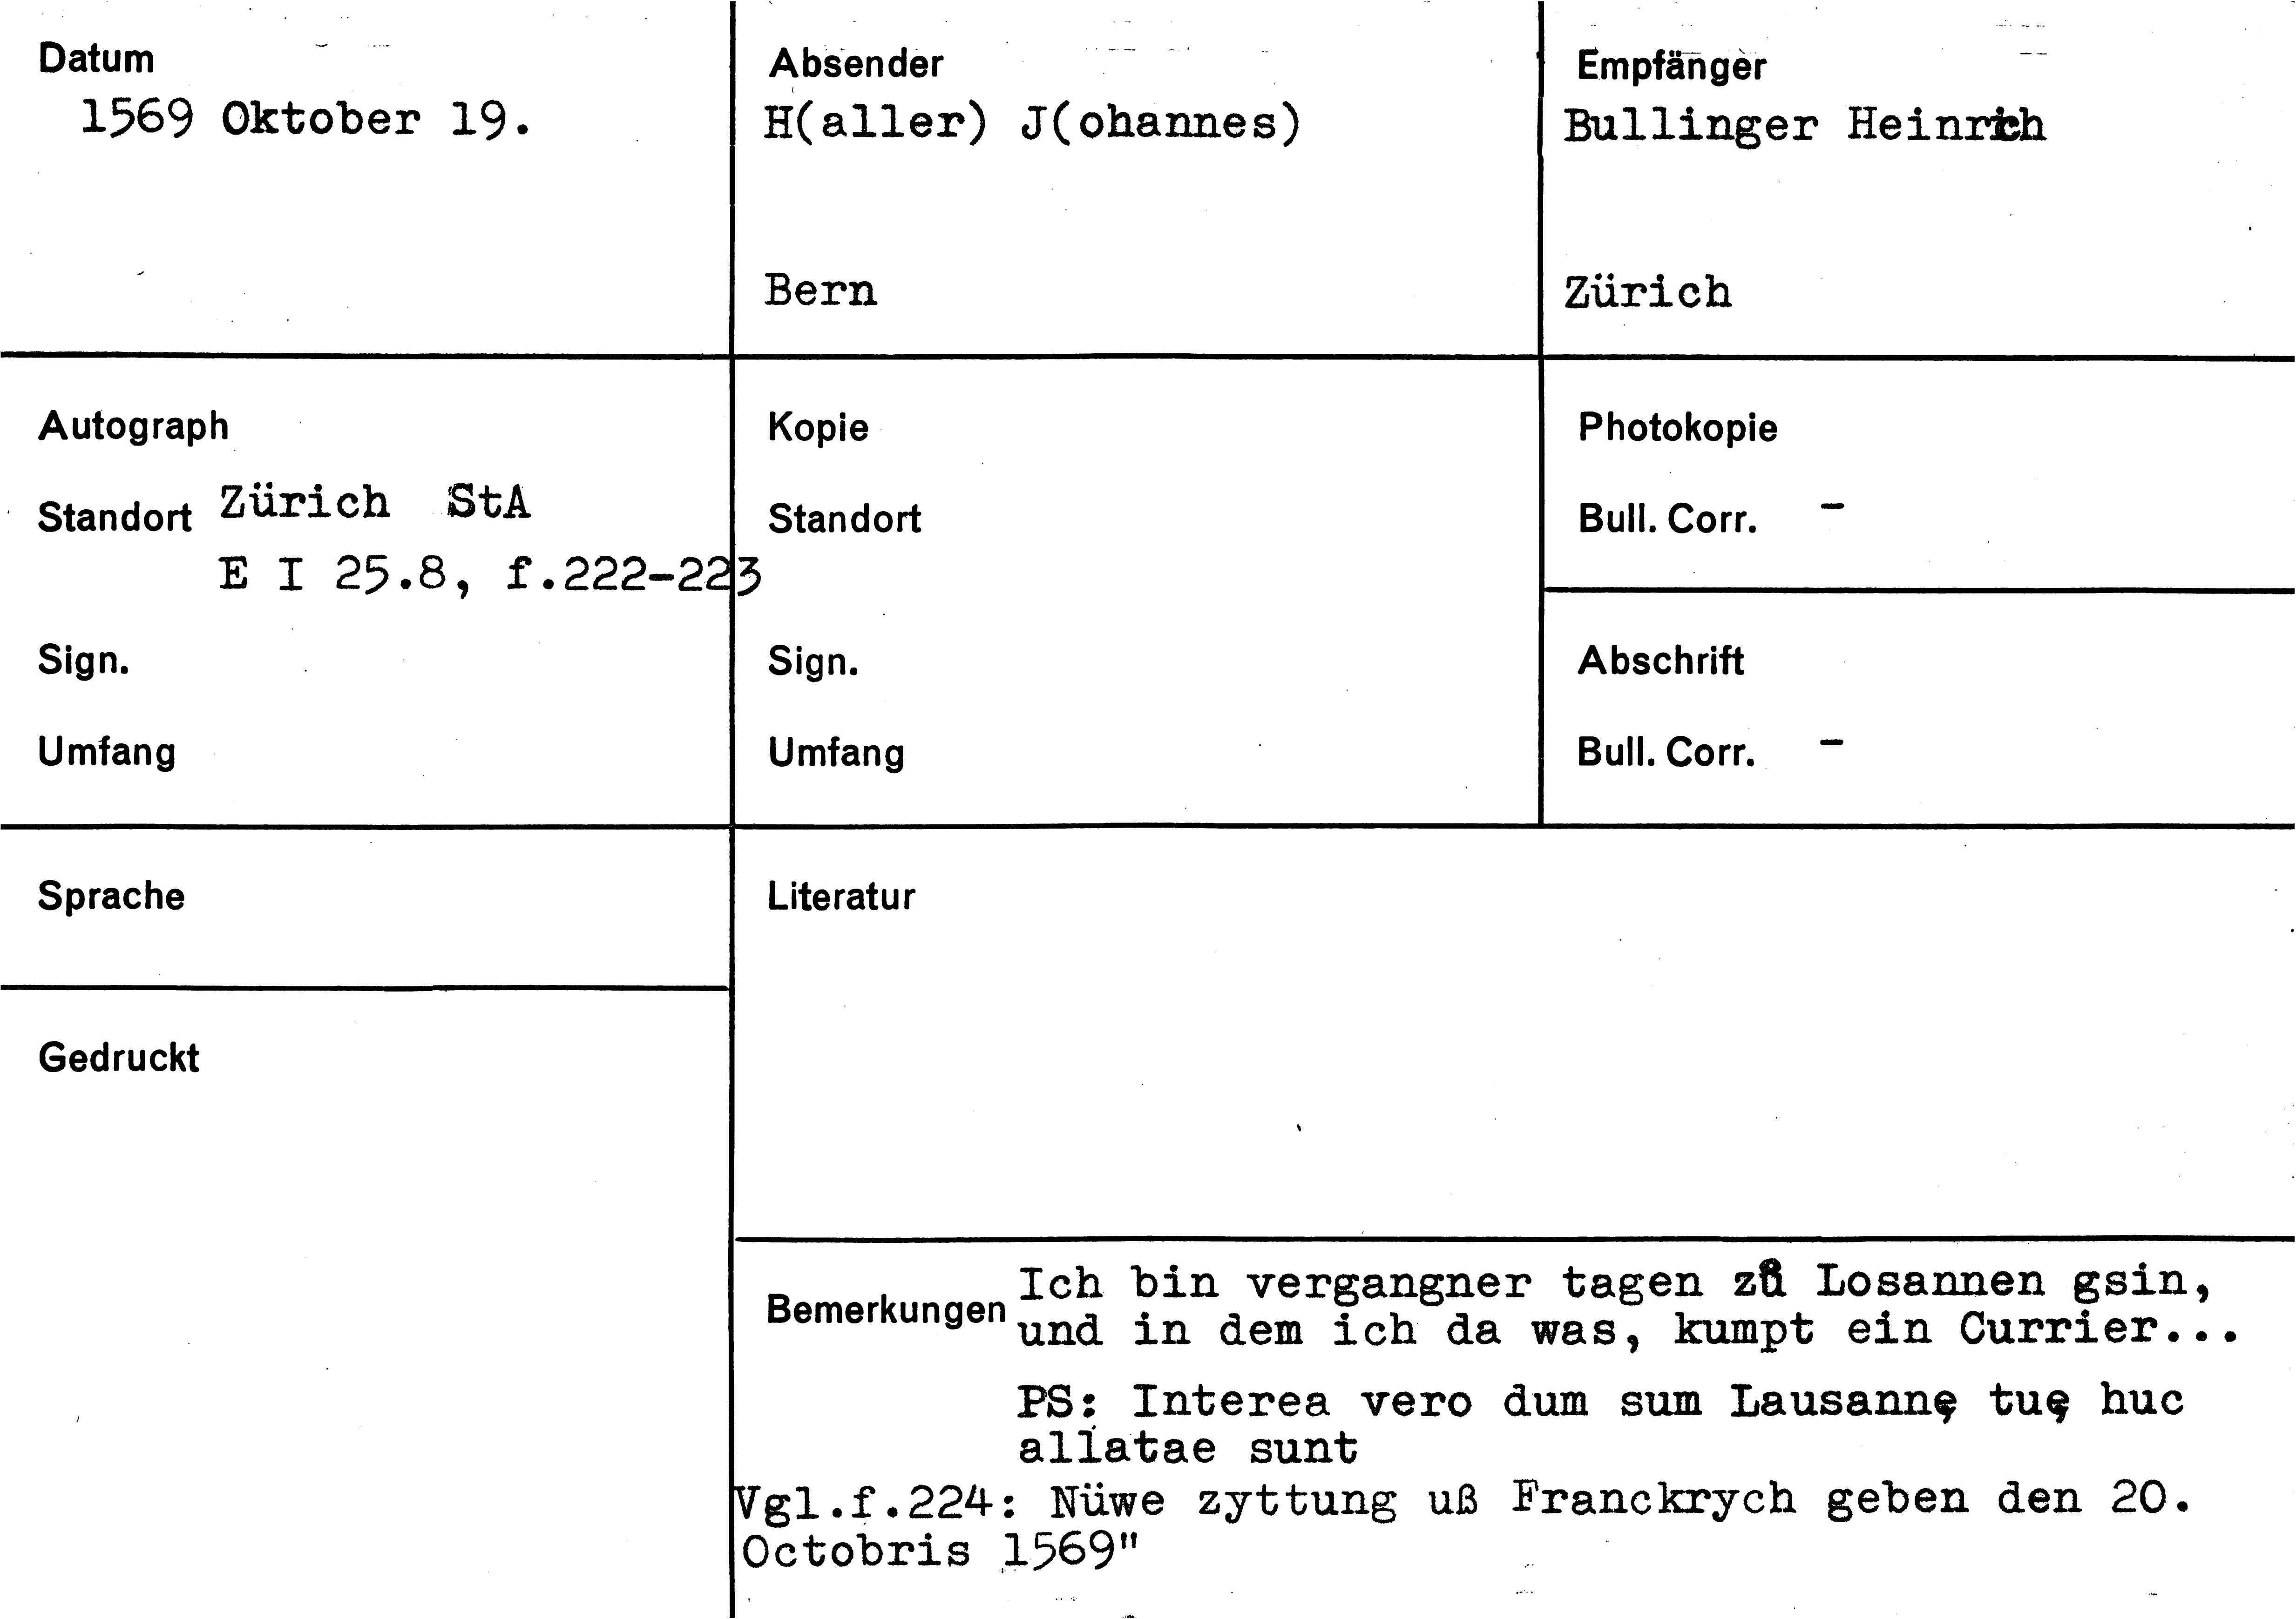 Datum
1569 Oktober 19.
Absender
H(aller) J(ohannes)
Bern
Empfänger
Bullinger Heinrich
Zürich
Autograph
Standort Zürich StA
E I 25.8, f.222-223
Sign.
Umfang
Kopie
Standort
Sign.
Umfang
Photokopie
Bull. Corr. -
Abschrift
Bull. Corr. -
Sprache
Gedruckt
Literatur
Bemerkungen Ich bin vergangner tagen zů Losannen gsin,
und in dem ich da was, kumpt ein Currier...
PS: Interea vero dum sum Lausannę tuę huc
allatae sunt
Vgl.f.224: Nüwe zyttung uß Franckrych geben den 20.
Octobris 1569"